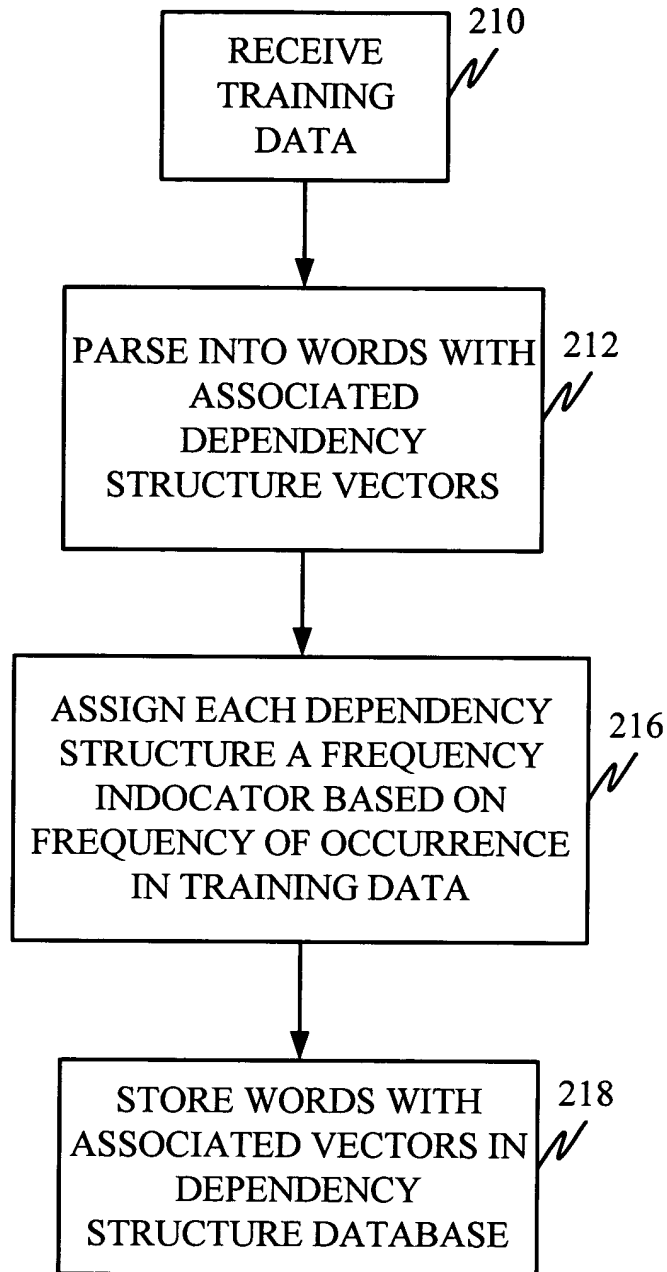 210
RECEIVE
TRAINING
DATA
PARSE INTO WORDS WITH
ASSOCIATED
DEPENDENCY
STRUCTURE VECTORS
212
ASSIGN EACH DEPENDENCY
STRUCTURE A FREQUENCY
INDOCATOR BASED ON
FREQUENCY OF OCCURRENCE
IN TRAINING DATA
216
STORE WORDS WITH
ASSOCIATED VECTORS IN
DEPENDENCY
STRUCTURE DATABASE
218